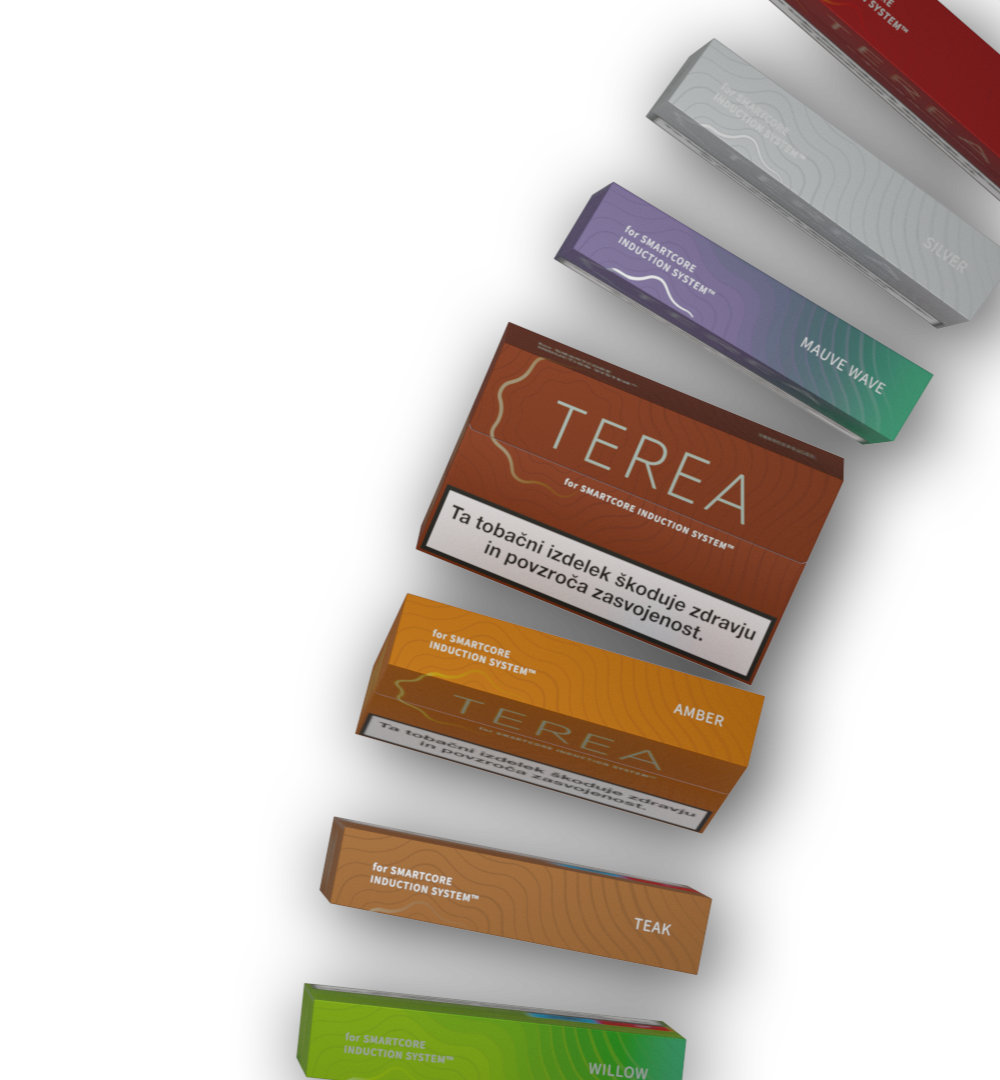 SYSTEM™
TEREA
for SMARTCORE
INDUCTION SYSTEM™
SILVER
for SMARTCORE
INDUCTION SYSTEM™
MAUVE WAVE
TEREA
for SMARTCORE INDUCTION SYSTEM™
Ta tobačni izdelek škoduje zdravju
in povzroča zasvojenost.
for SMARTCORE
INDUCTION SYSTEM™
AMBER
TEREA
for SMARTCORE INDUCTION SYSTEM™
Ta tobačni izdelek škoduje zdravju
in povzroča zasvojenost.
for SMARTCORE
INDUCTION SYSTEM™
TEAK
for SMARTCORE
INDUCTION SYSTEM™
WILLOW